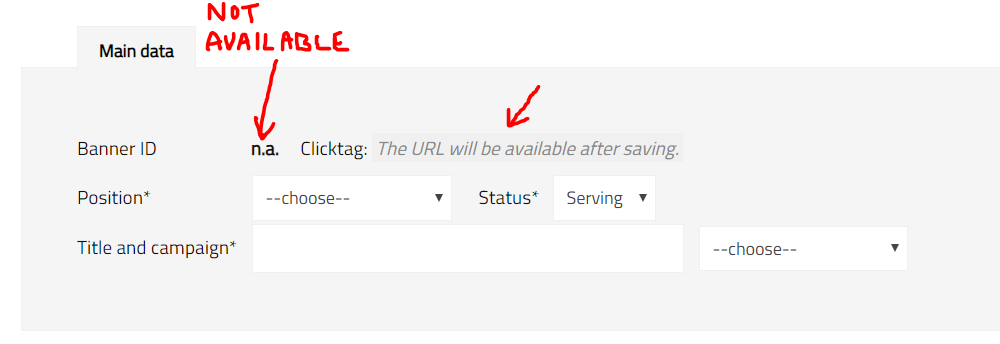 NOT
AVAILABLE
Main data
Banner ID n.a. Clicktag: The URL will be available after saving.
Position* --choose-- Status* Serving
Title and campaign* --choose--